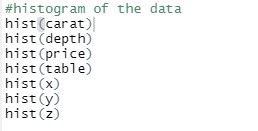 #histogram of the data
hist(carat)
hist(depth)
hist(price)
hist(table)
hist(x)
hist(y)
hist(z)